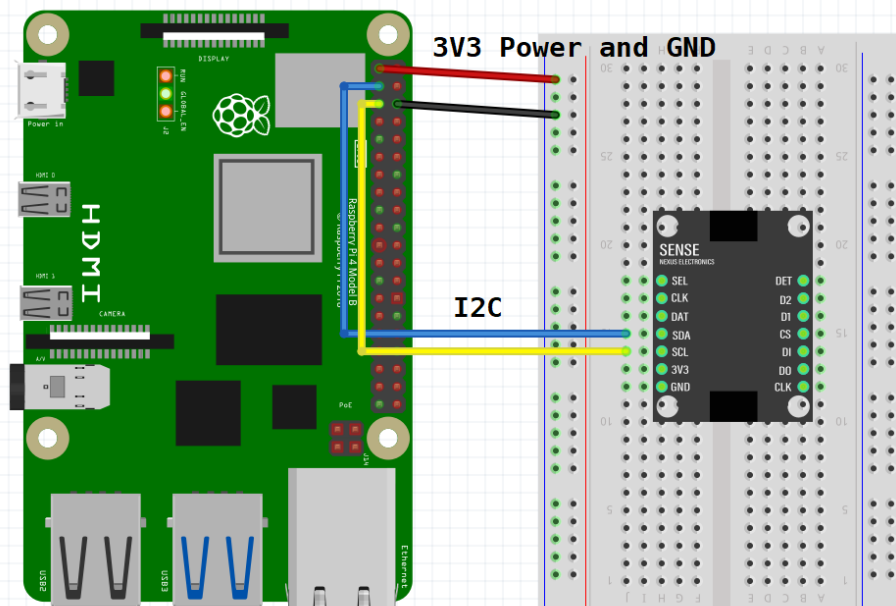 3V3 Power and GND
DISPLAY
RUN
GLOBAL_EN
J2
Power in
HDMI 0
HDMI
HDMI 1
Raspberry Pi 4 Model B
CAMERA
A/V
PoE
J14
USB2
USB3
Ethernet
I2C
SENSE
NEXUS ELECTRONICS
SEL DET
CLK D2
DAT D1
SDA CS
SCL DI
3V3 DO
GND CLK
30 30
25 25
20 20
15 15
10 10
5 5
1 1
J I H G F E D C B A